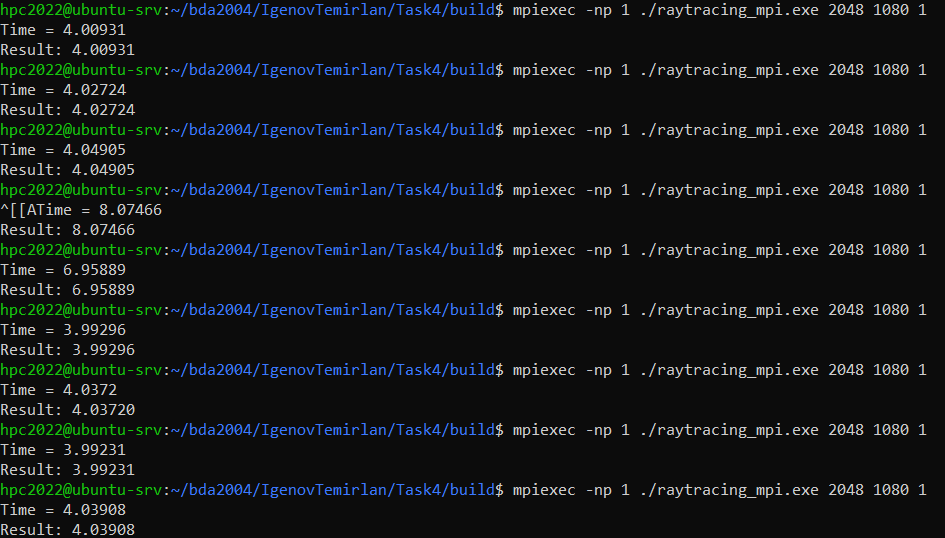 hpc2022@ubuntu-srv:~/bda2004/IgenovTemirlan/Task4/build$ mpiexec -np 1 ./raytracing_mpi.exe 2048 1080 1
Time = 4.00931
Result: 4.00931
hpc2022@ubuntu-srv:~/bda2004/IgenovTemirlan/Task4/build$ mpiexec -np 1 ./raytracing_mpi.exe 2048 1080 1
Time = 4.02724
Result: 4.02724
hpc2022@ubuntu-srv:~/bda2004/IgenovTemirlan/Task4/build$ mpiexec -np 1 ./raytracing_mpi.exe 2048 1080 1
Time = 4.04905
Result: 4.04905
hpc2022@ubuntu-srv:~/bda2004/IgenovTemirlan/Task4/build$ mpiexec -np 1 ./raytracing_mpi.exe 2048 1080 1
^[[ATime = 8.07466
Result: 8.07466
hpc2022@ubuntu-srv:~/bda2004/IgenovTemirlan/Task4/build$ mpiexec -np 1 ./raytracing_mpi.exe 2048 1080 1
Time = 6.95889
Result: 6.95889
hpc2022@ubuntu-srv:~/bda2004/IgenovTemirlan/Task4/build$ mpiexec -np 1 ./raytracing_mpi.exe 2048 1080 1
Time = 3.99296
Result: 3.99296
hpc2022@ubuntu-srv:~/bda2004/IgenovTemirlan/Task4/build$ mpiexec -np 1 ./raytracing_mpi.exe 2048 1080 1
Time = 4.0372
Result: 4.03720
hpc2022@ubuntu-srv:~/bda2004/IgenovTemirlan/Task4/build$ mpiexec -np 1 ./raytracing_mpi.exe 2048 1080 1
Time = 3.99231
Result: 3.99231
hpc2022@ubuntu-srv:~/bda2004/IgenovTemirlan/Task4/build$ mpiexec -np 1 ./raytracing_mpi.exe 2048 1080 1
Time = 4.03908
Result: 4.03908